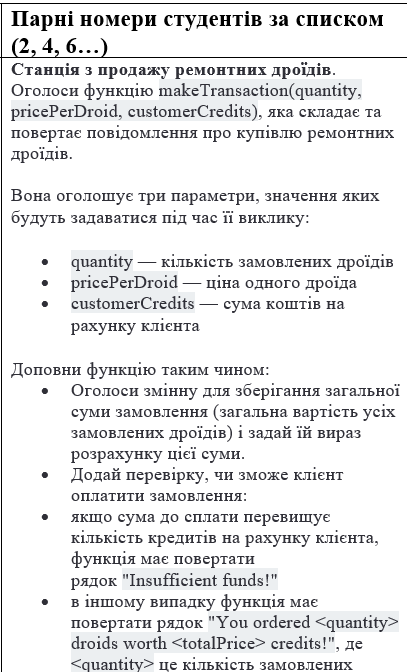 Парні номери студентів за списком
(2, 4, 6…)
Станція з продажу ремонтних дроїдів.
Оголоси функцію makeTransaction(quantity,
pricePerDroid, customerCredits), яка складає та
повертає повідомлення про купівлю ремонтних
дроїдів.
Вона оголошує три параметри, значення яких
будуть задаватися під час її виклику:
• quantity — кількість замовлених дроїдів
• pricePerDroid — ціна одного дроїда
• customerCredits — сума коштів на
рахунку клієнта
Доповни функцію таким чином:
• Оголоси змінну для зберігання загальної
суми замовлення (загальна вартість усіх
замовлених дроїдів) і задай їй вираз
розрахунку цієї суми.
• Додай перевірку, чи зможе клієнт
оплатити замовлення:
• якщо сума до сплати перевищує
кількість кредитів на рахунку клієнта,
функція має повертати
рядок "Insufficient funds!"
• в іншому випадку функція має
повертати рядок "You ordered <quantity>
droids worth <totalPrice> credits!", де
<quantity> це кількість замовлених